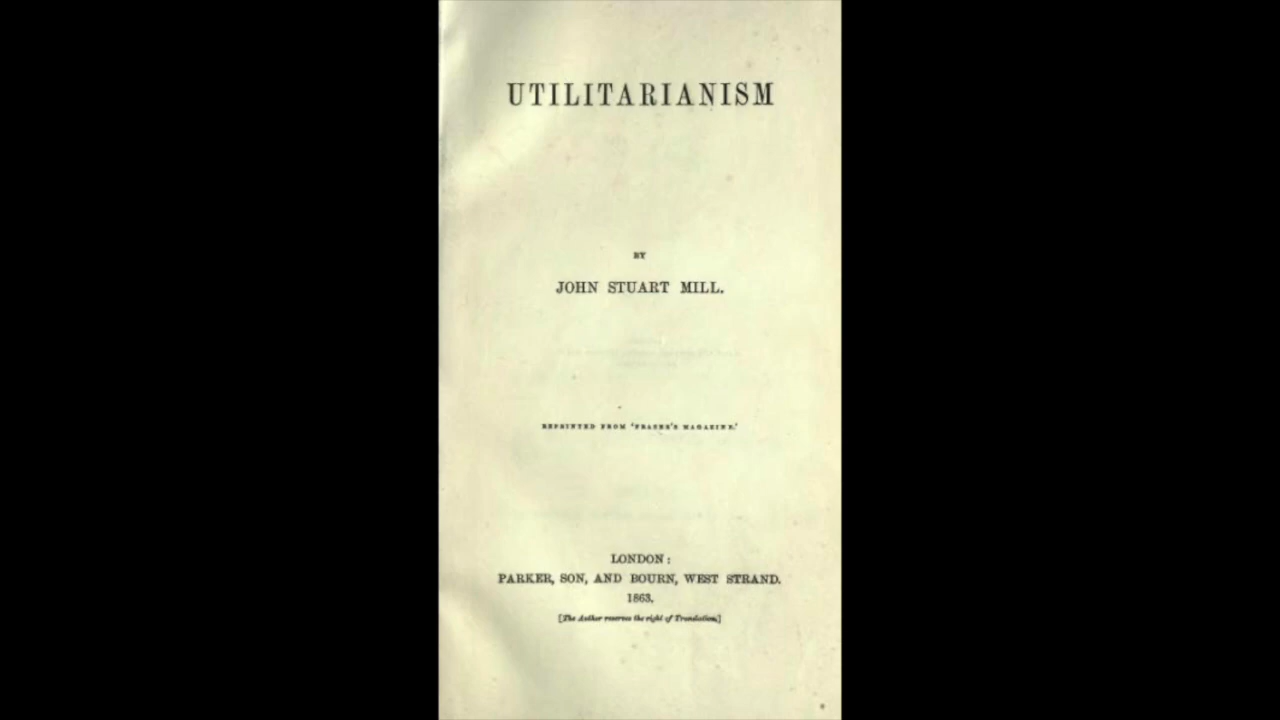 UTILITARIANISM
BY
JOHN STUART MILL.
REPRINTED FROM 'FRASER'S MAGAZINE.'
LONDON:
PARKER, SON, AND BOURN, WEST STRAND.
1863.
[The Author reserves the right of Translation.]